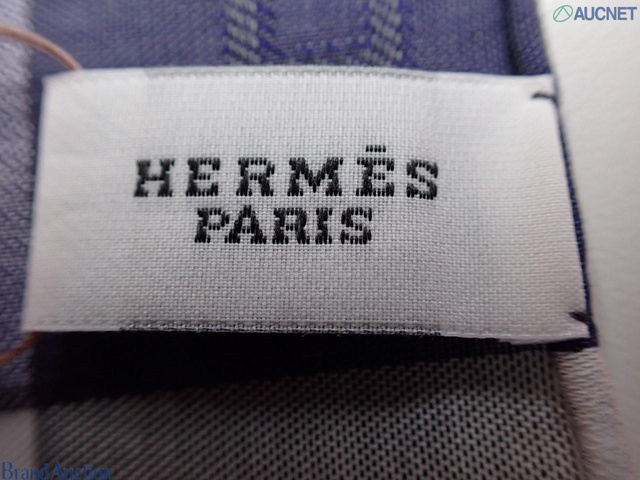 AUCNET
HERMÈS
PARIS
Brand Auction